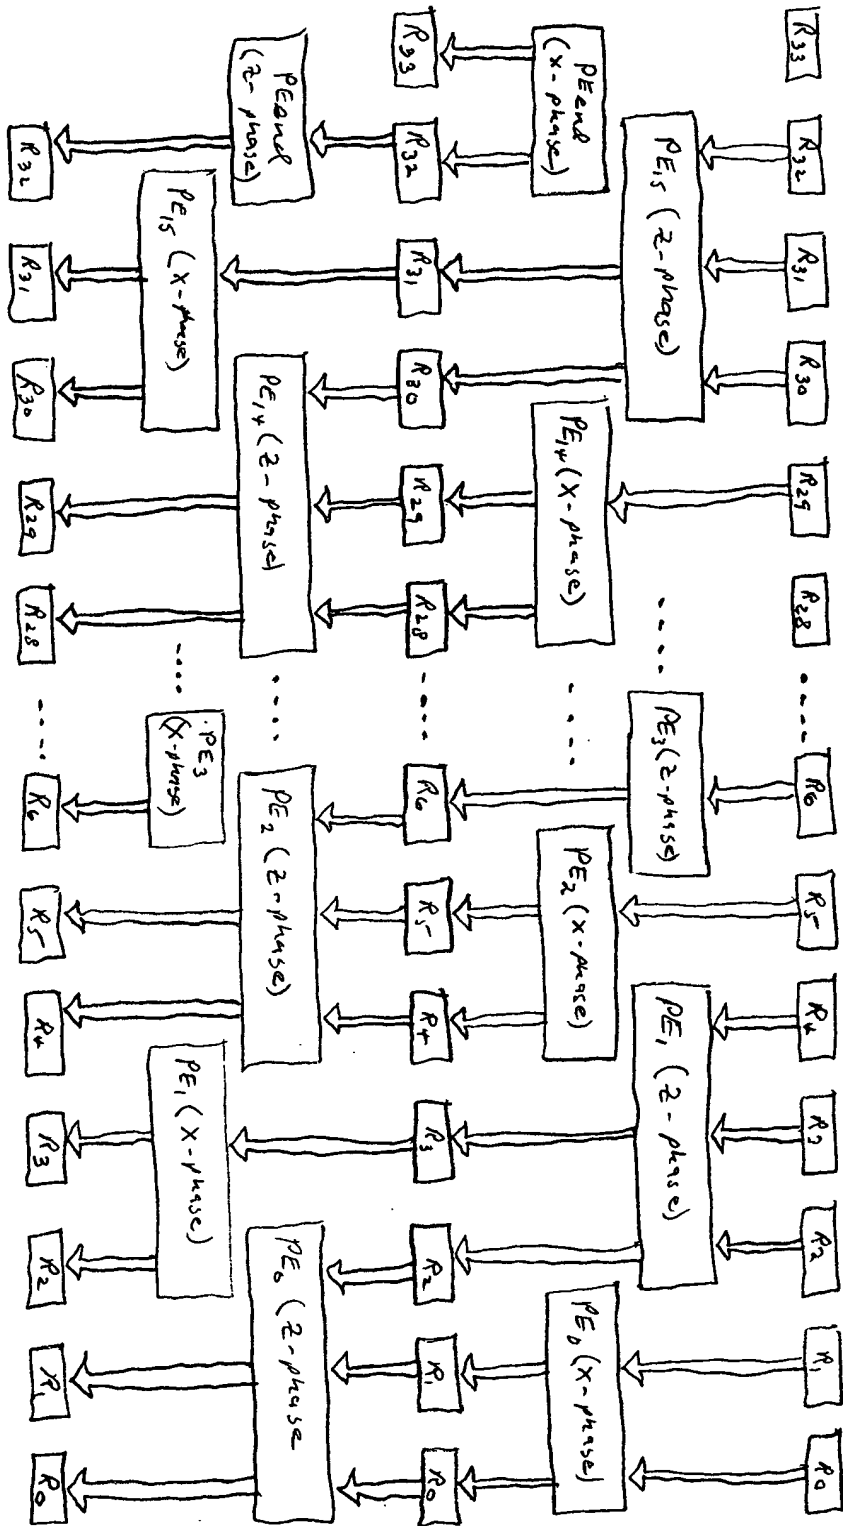 R33 R32 R31 R30 R29 R28 .... R6 R5 R4 R3 R2 R1 R0
PE15 (z-phase) .... PE3 (z-phase) PE1 (z-phase)
PEend
(x-phase)
PE14 (x-phase) .... PE2 (x-phase) PE0 (x-phase)
R33 R32 R31 R30 R29 R28 .... R6 R5 R4 R3 R2 R1 R0
PEend
(z-phase)
PE14 (z-phase) .... PE2 (z-phase) PE0 (z-phase
PE15 (x-phase) .... PE3
(x-phase)
PE1 (x-phase)
R32 R31 R30 R29 R28 .... R6 R5 R4 R3 R2 R1 R0